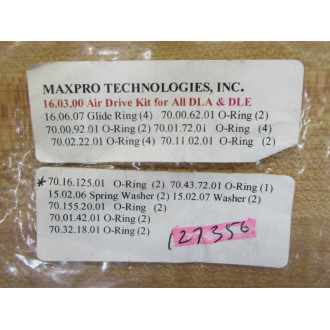 MAXPRO TECHNOLOGIES, INC.
16.03.00 Air Drive Kit for All DLA & DLE
16.06.07 Glide Ring (4) 70.00.62.01 O-Ring (2)
70.00.92.01 O-Ring (2) 70.01.72.01 O-Ring (4)
70.02.22.01 O-Ring (4) 70.11.02.01 O-Ring (2)
*70.16.125.01 O-Ring (2) 70.43.72.01 O-Ring (1)
15.02.06 Spring Washer (2) 15.02.07 Washer (2)
70.155.20.01 O-Ring (2)
70.01.42.01 O-Ring (2)
70.32.18.01 O-Ring (2)
127356